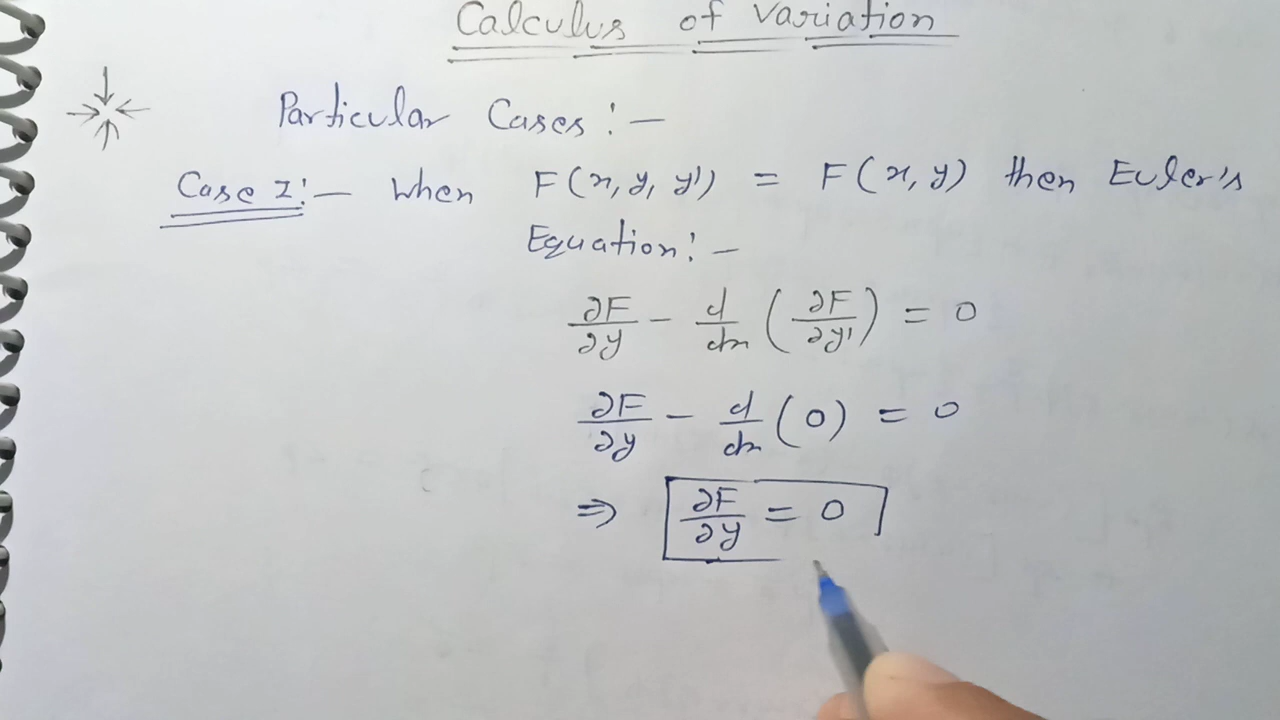 Calculus of Variation
Particular Cases:-
Case I:- When F(x, y, y') = F(x, y) then Euler's
Equation:-
∂F/∂y - d/dx (∂F/∂y') = 0
∂F/∂y - d/dx (0) = 0
⇒ ∂F/∂y = 0